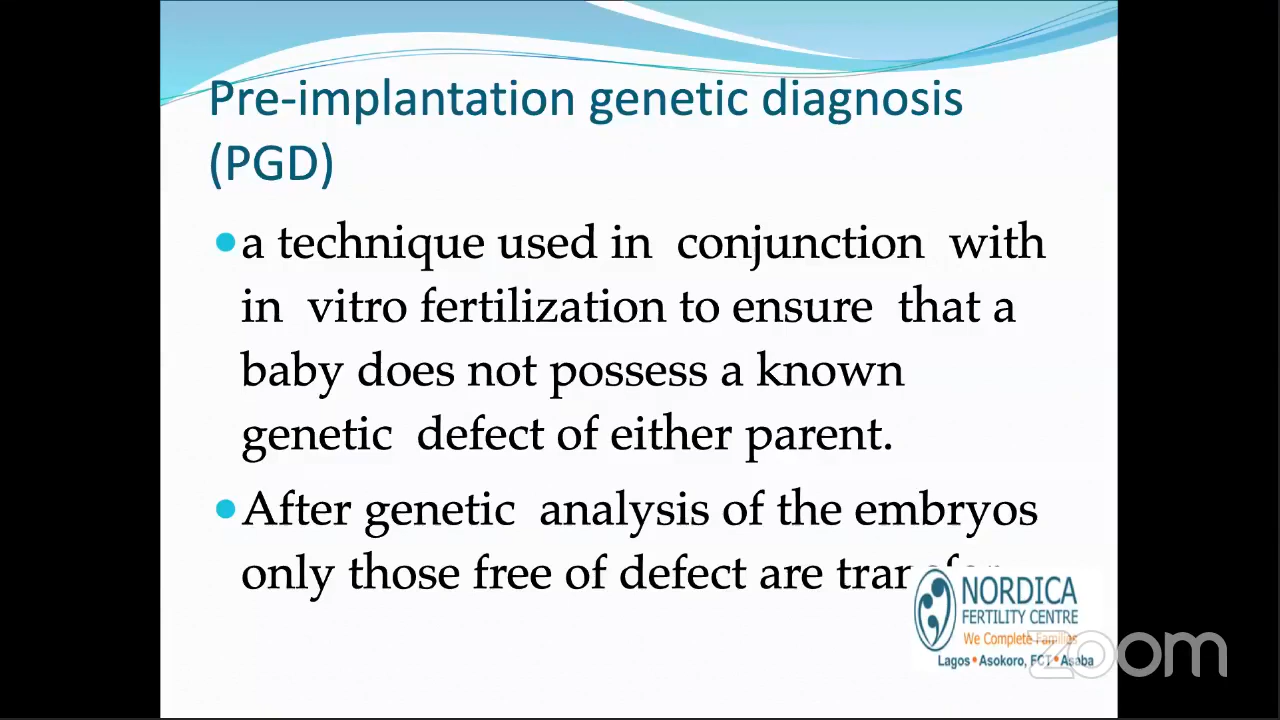 Pre-implantation genetic diagnosis
(PGD)
a technique used in conjunction with
in vitro fertilization to ensure that a
baby does not possess a known
genetic defect of either parent.
After genetic analysis of the embryos
only those free of defect are
NORDICA
FERTILITY CENTRE
We Complete Families
Lagos • Asokoro, FCT • Asaba
zoom